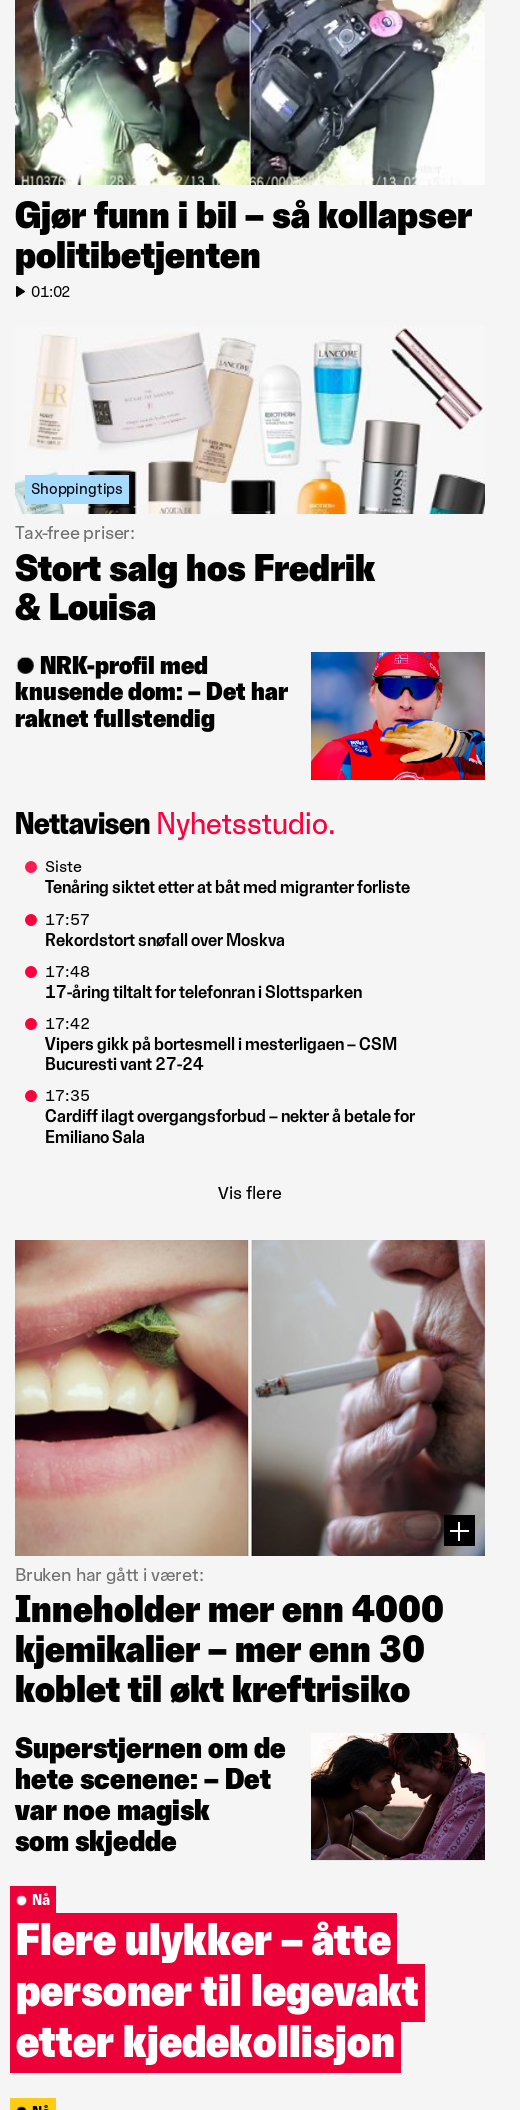 Gjør funn i bil – så kollapser
politibetjenten
01:02
HR
LANCÔME
LANCÔME
BIOTHERM
BOSS
Shoppingtips
Tax-free priser:
Stort salg hos Fredrik
& Louisa
NRK-profil med
knusende dom: – Det har
raknet fullstendig
Nettavisen Nyhetsstudio.
Siste
Tenåring siktet etter at båt med migranter forliste
17:57
Rekordstort snøfall over Moskva
17:48
17-åring tiltalt for telefonran i Slottsparken
17:42
Vipers gikk på bortesmell i mesterligaen – CSM
Bucuresti vant 27-24
17:35
Cardiff ilagt overgangsforbud – nekter å betale for
Emiliano Sala
Vis flere
Bruken har gått i været:
Inneholder mer enn 4000
kjemikalier – mer enn 30
koblet til økt kreftrisiko
Superstjernen om de
hete scenene: – Det
var noe magisk
som skjedde
Nå
Flere ulykker – åtte
personer til legevakt
etter kjedekollisjon